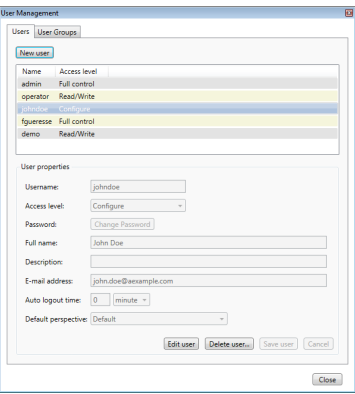 User Management
Users User Groups
New user
Name Access level
admin Full control
operator Read/Write
johndoe Configure
fgueresse Full control
demo Read/Write
User properties
Username: johndoe
Access level: Configure
Password: Change Password
Full name: John Doe
Description:
E-mail address: john.doe@aexample.com
Auto logout time: 0 minute
Default perspective: Default
Edit user Delete user... Save user Cancel
Close